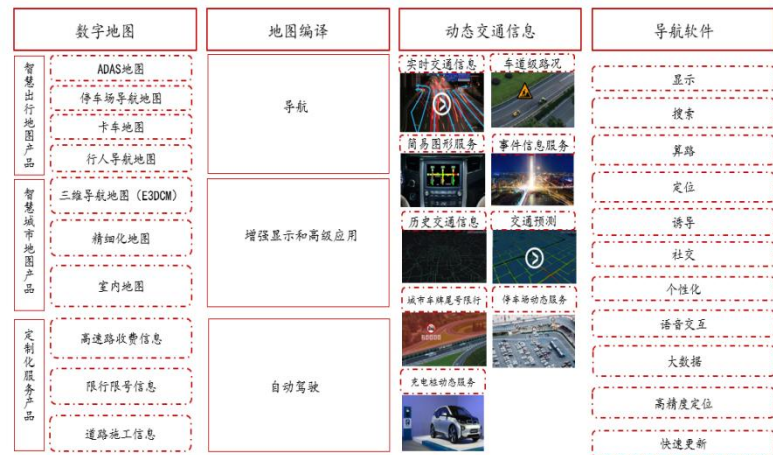 数字地图
地图编译
动态交通信息
导航软件
智慧出行地图产品
ADAS地图
停车场导航地图
卡车地图
行人导航地图
智慧城市地图产品
三维导航地图（E3DCM）
精细化地图
室内地图
定制化服务产品
高速路收费信息
限行限号信息
道路施工信息
导航
增强显示和高级应用
自动驾驶
实时交通信息
车道级路况
简易图形服务
事件信息服务
历史交通信息
交通预测
城市车牌尾号限行
停车场动态服务
充电桩动态服务
显示
搜索
算路
定位
诱导
社交
个性化
语音交互
大数据
高精度定位
快速更新